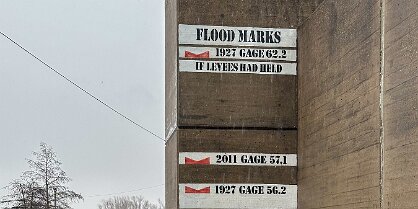 FLOOD MARKS
1927 GAGE 62.2
IF LEVEES HAD HELD
2011 GAGE 57.1
1927 GAGE 56.2